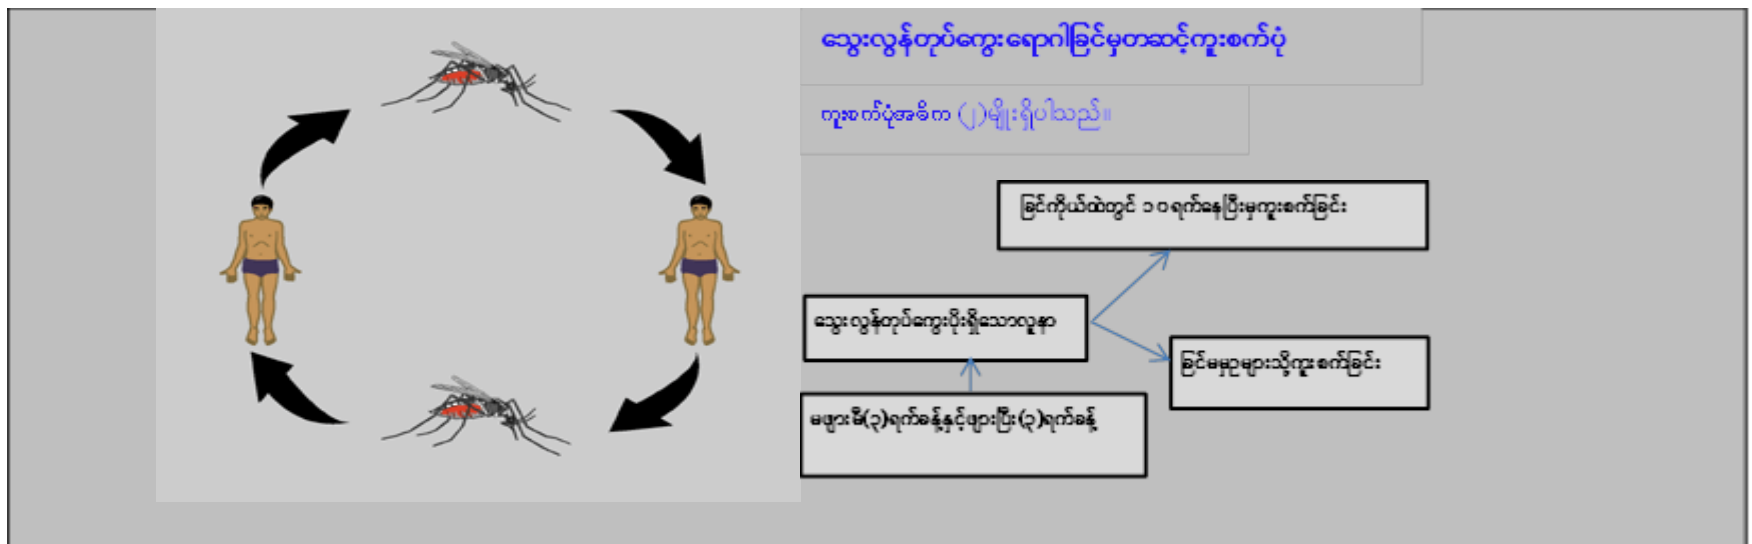 သွေးလွန်တုပ်ကွေးရောဂါခြင်မှတဆင့်ကူးစက်ပုံ
ကူးစက်ပုံအဓိက (၂)မျိုးရှိပါသည်။
ခြင်ကိုယ်ထဲတွင် ၁၀ရက်နေပြီးမှကူးစက်ခြင်း
သွေးလွန်တုပ်ကွေးပိုးရှိသောလူနာ
ခြင်မမှဥများသို့ကူးစက်ခြင်း
မဖျားမီ(၃)ရက်ခန့်နှင့်ဖျားပြီး(၃)ရက်ခန့်